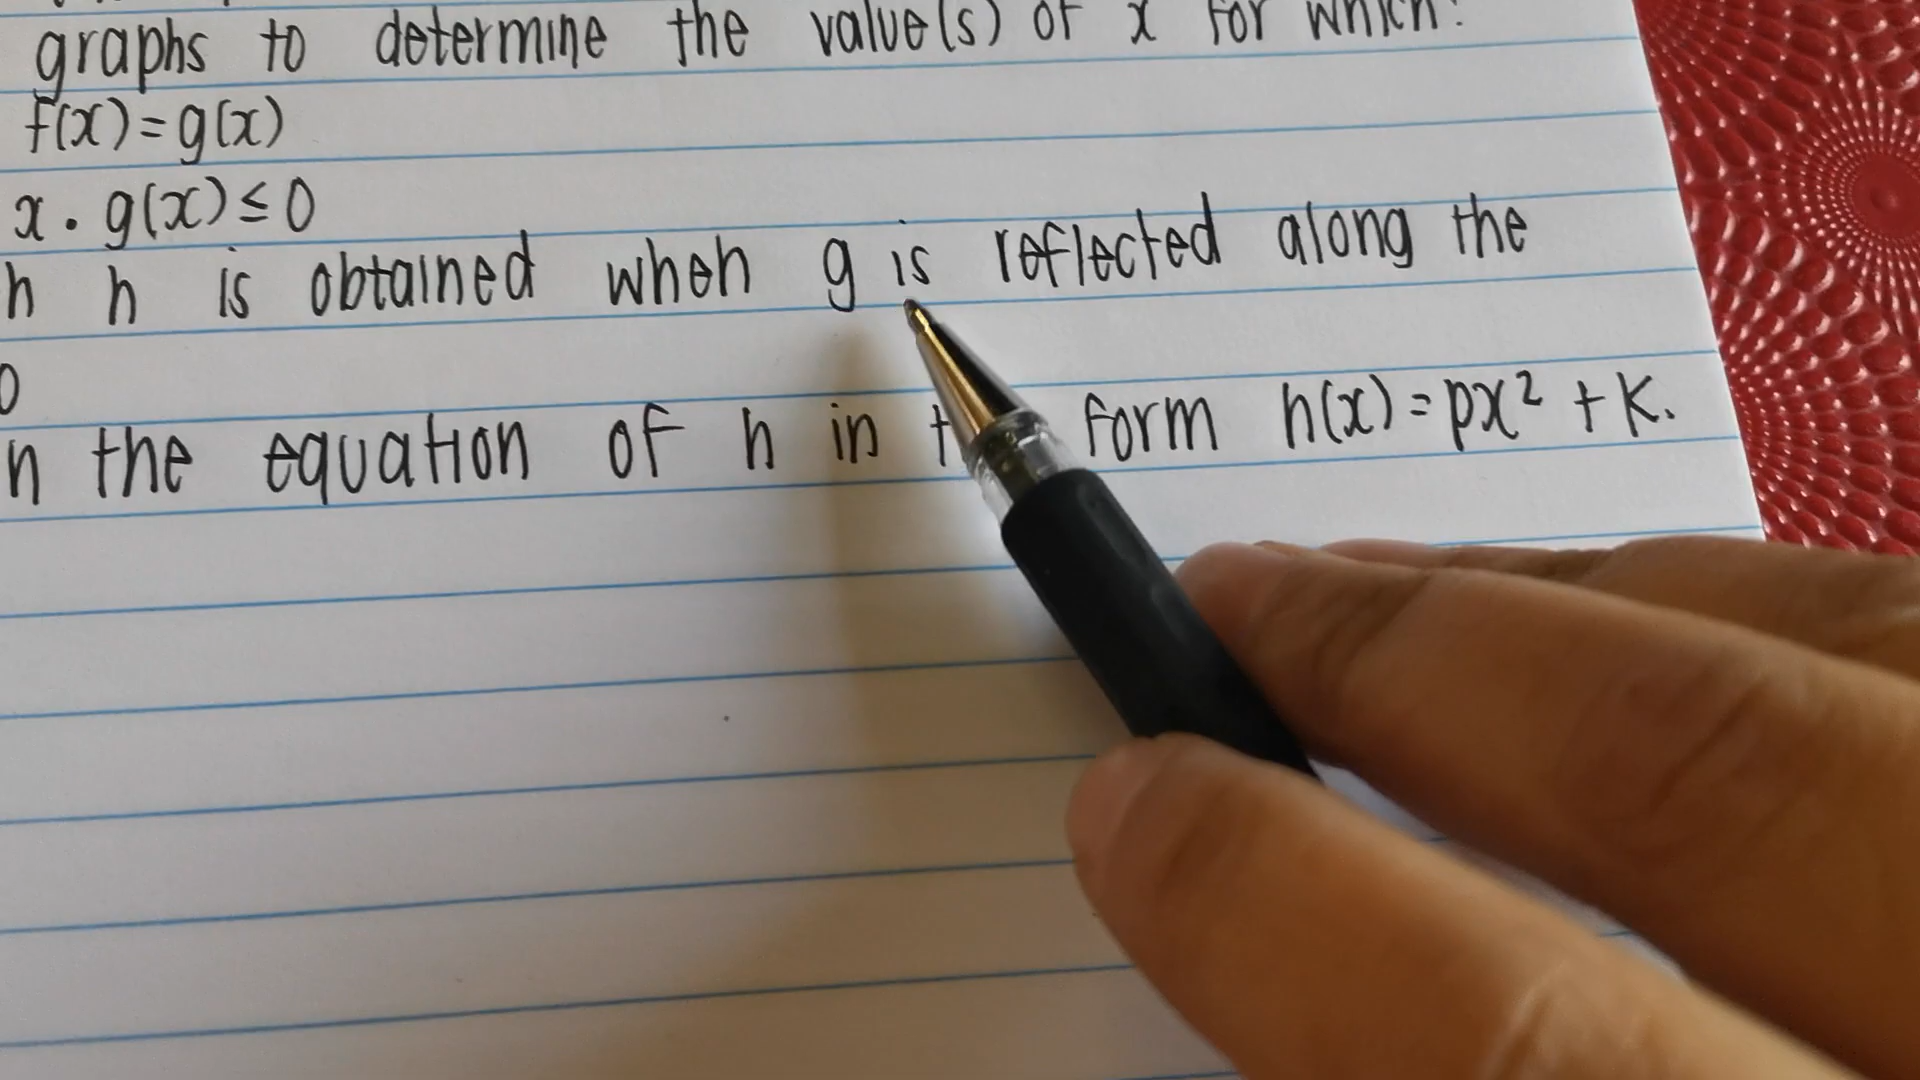 graphs to determine the value(s) of x for which:
f(x) = g(x)
x · g(x) ≤ 0
h h is obtained when g is reflected along the
0
n the equation of h in t form h(x) = px² + k.